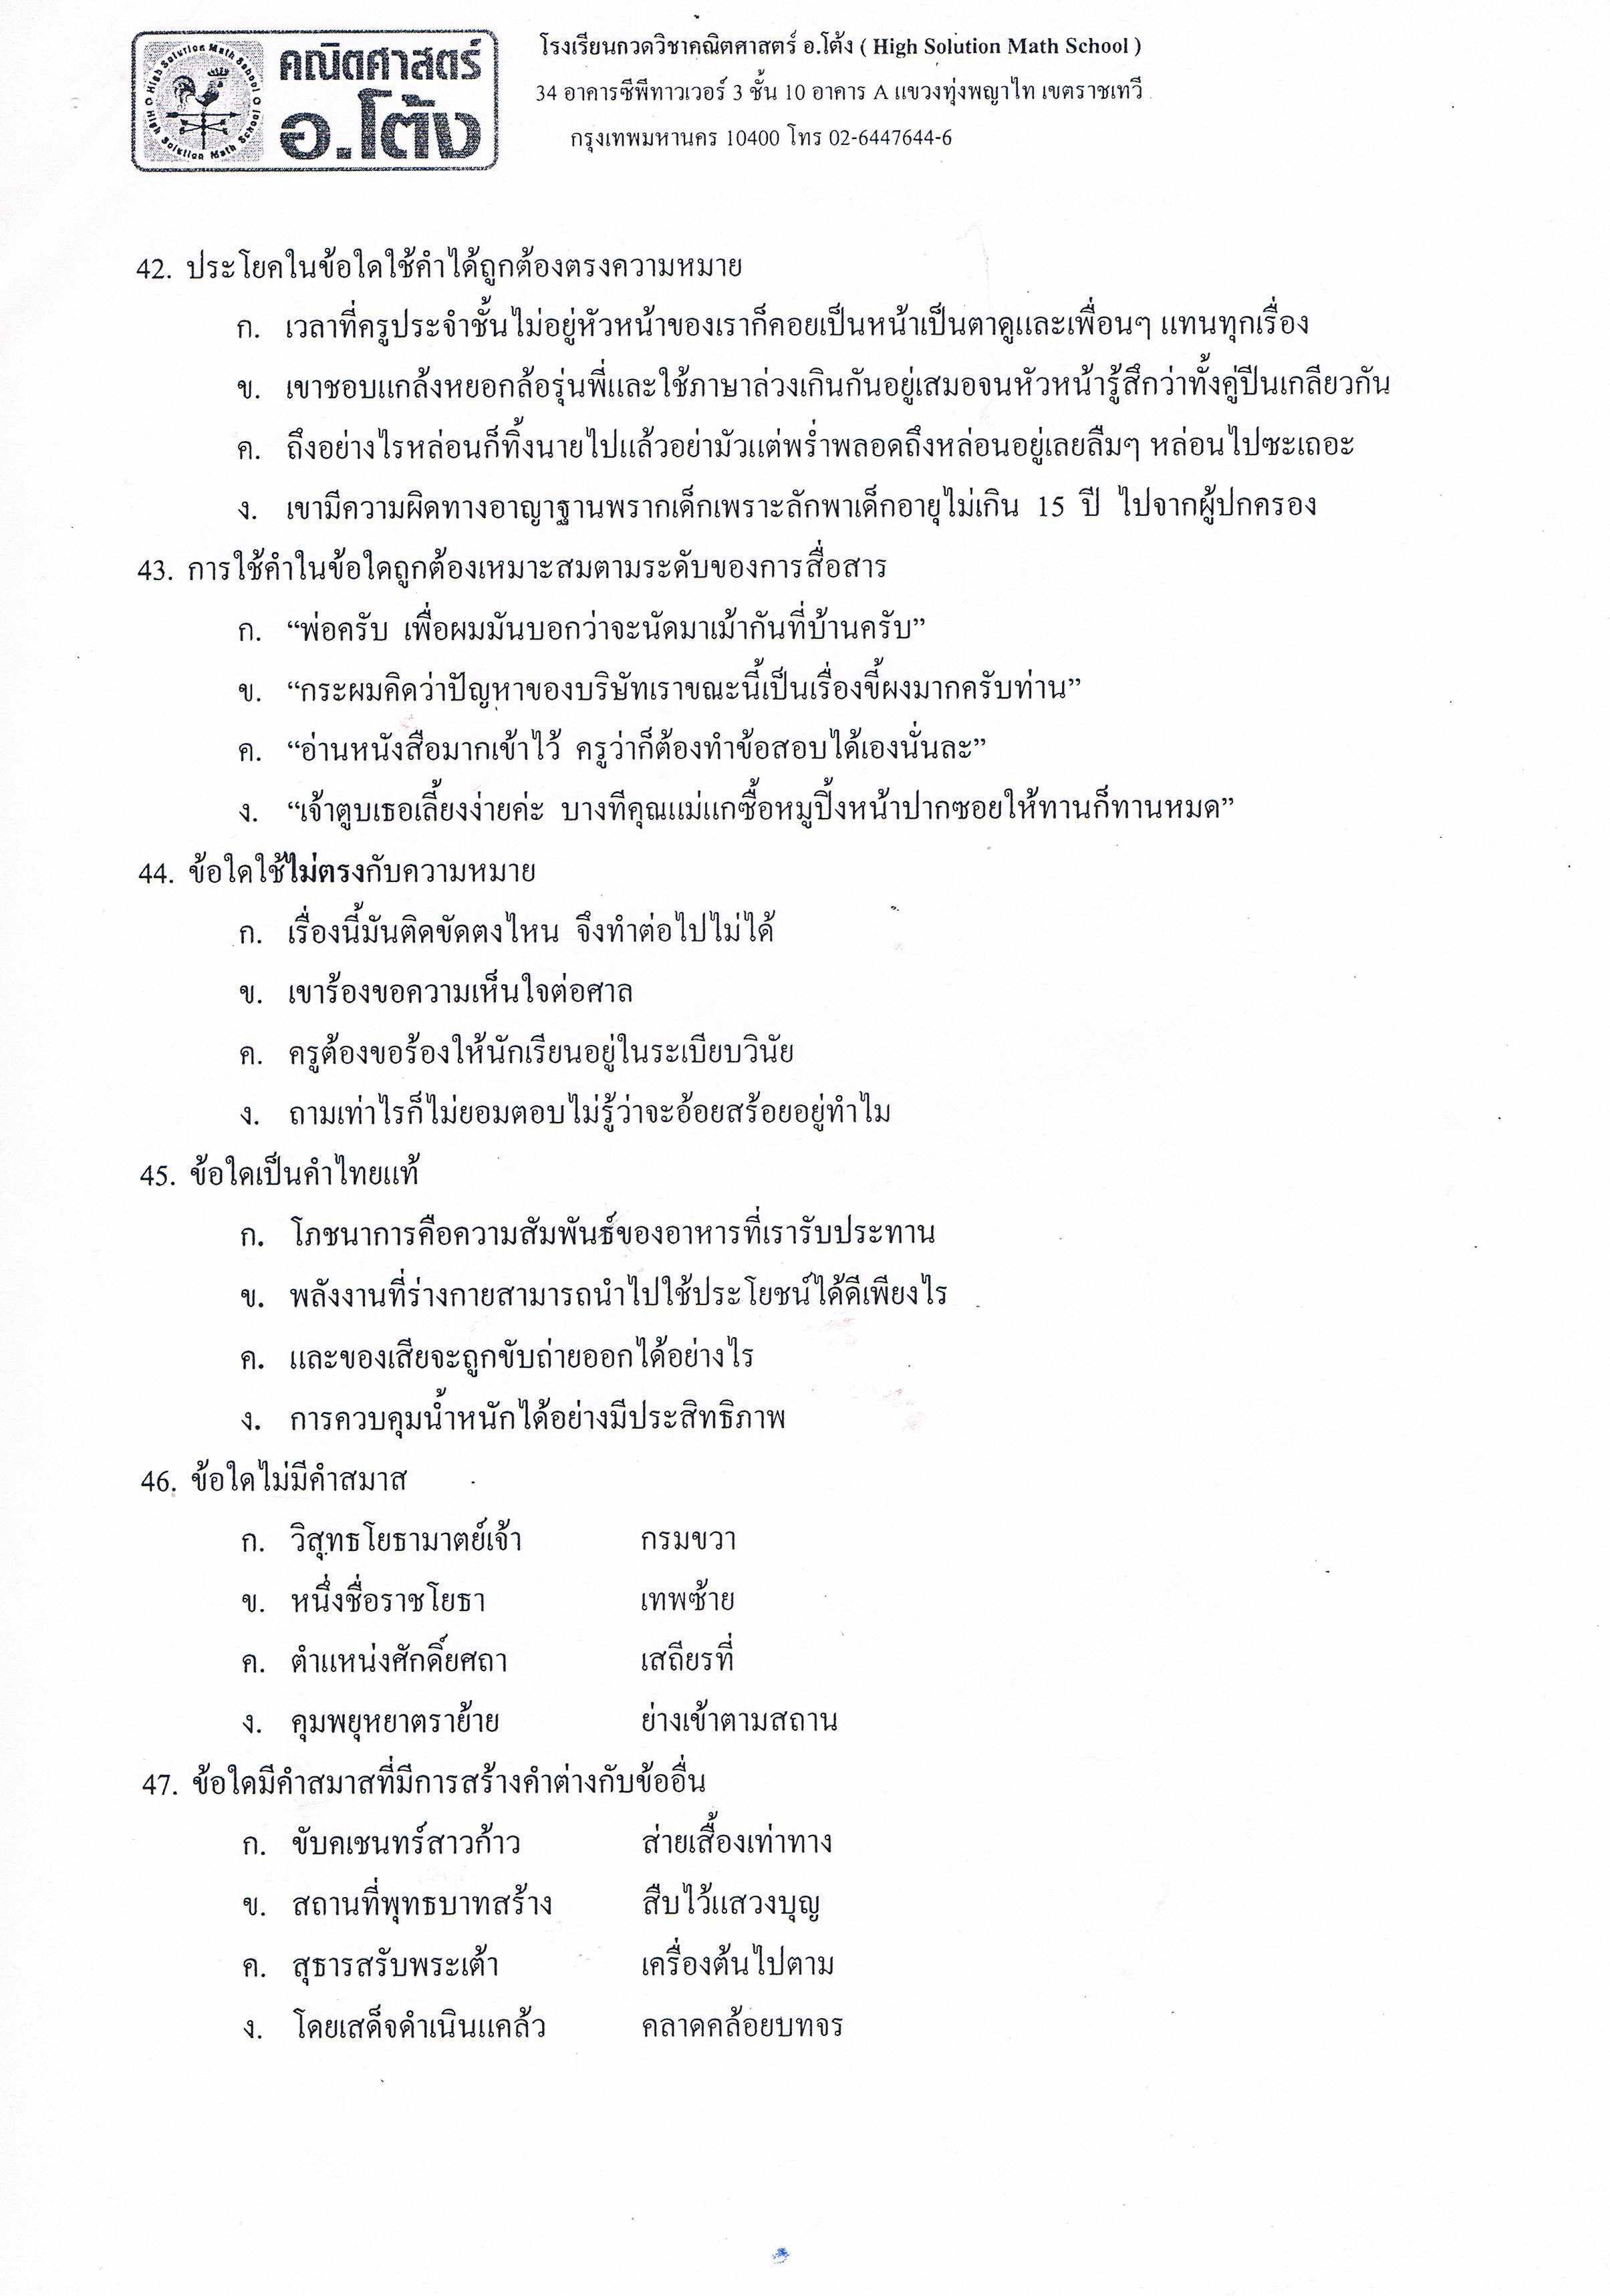 High Solution Math School
High Solution Math School
คณิตศาสตร์
อ.โต้ง
โรงเรียนกวดวิชาคณิตศาสตร์ อ.โต้ง ( High Solution Math School )
34 อาคารซีพีทาวเวอร์ 3 ชั้น 10 อาคาร A แขวงทุ่งพญาไท เขตราชเทวี
กรุงเทพมหานคร 10400 โทร 02-6447644-6
42. ประโยคในข้อใดใช้คำได้ถูกต้องตรงความหมาย
ก. เวลาที่ครูประจำชั้นไม่อยู่หัวหน้าของเราก็คอยเป็นหน้าเป็นตาดูและเพื่อนๆ แทนทุกเรื่อง
ข. เขาชอบแกล้งหยอกล้อรุ่นพี่และใช้ภาษาล่วงเกินกันอยู่เสมอจนหัวหน้ารู้สึกว่าทั้งคู่ปีนเกลียวกัน
ค. ถึงอย่างไรหล่อนก็ทิ้งนายไปแล้วอย่ามัวแต่พร่ำพลอดถึงหล่อนอยู่เลยลืมๆ หล่อนไปซะเถอะ
ง. เขามีความผิดทางอาญาฐานพรากเด็กเพราะลักพาเด็กอายุไม่เกิน 15 ปี ไปจากผู้ปกครอง
43. การใช้คำในข้อใดถูกต้องเหมาะสมตามระดับของการสื่อสาร
ก. “พ่อครับ เพื่อผมมันบอกว่าจะนัดมาเม้ากันที่บ้านครับ”
ข. “กระผมคิดว่าปัญหาของบริษัทเราขณะนี้เป็นเรื่องขี้ผงมากครับท่าน”
ค. “อ่านหนังสือมากเข้าไว้ ครูว่าก็ต้องทำข้อสอบได้เองนั่นละ”
ง. “เจ้าตูบเธอเลี้ยงง่ายค่ะ บางทีคุณแม่แกซื้อหมูปิ้งหน้าปากซอยให้ทานก็ทานหมด”
44. ข้อใดใช้ไม่ตรงกับความหมาย
ก. เรื่องนี้มันติดขัดตงไหน จึงทำต่อไปไม่ได้
ข. เขาร้องขอความเห็นใจต่อศาล
ค. ครูต้องขอร้องให้นักเรียนอยู่ในระเบียบวินัย
ง. ถามเท่าไรก็ไม่ยอมตอบไม่รู้ว่าจะอ้อยสร้อยอยู่ทำไม
45. ข้อใดเป็นคำไทยแท้
ก. โภชนาการคือความสัมพันธ์ของอาหารที่เรารับประทาน
ข. พลังงานที่ร่างกายสามารถนำไปใช้ประโยชน์ได้ดีเพียงไร
ค. และของเสียจะถูกขับถ่ายออกได้อย่างไร
ง. การควบคุมน้ำหนักได้อย่างมีประสิทธิภาพ
46. ข้อใดไม่มีคำสมาส
ก. วิสุทธโยธามาตย์เจ้า กรมขวา
ข. หนึ่งชื่อราชโยธา เทพซ้าย
ค. ตำแหน่งศักดิ์ยศถา เสถียรที่
ง. คุมพยุหยาตราย้าย ย่างเข้าตามสถาน
47. ข้อใดมีคำสมาสที่มีการสร้างคำต่างกับข้ออื่น
ก. ขับคเชนทร์สาวก้าว ส่ายเสื้องเท่าทาง
ข. สถานที่พุทธบาทสร้าง สืบไว้แสวงบุญ
ค. สุธารสรับพระเต้า เครื่องต้นไปตาม
ง. โดยเสด็จดำเนินแคล้ว คลาดคล้อยบทจร